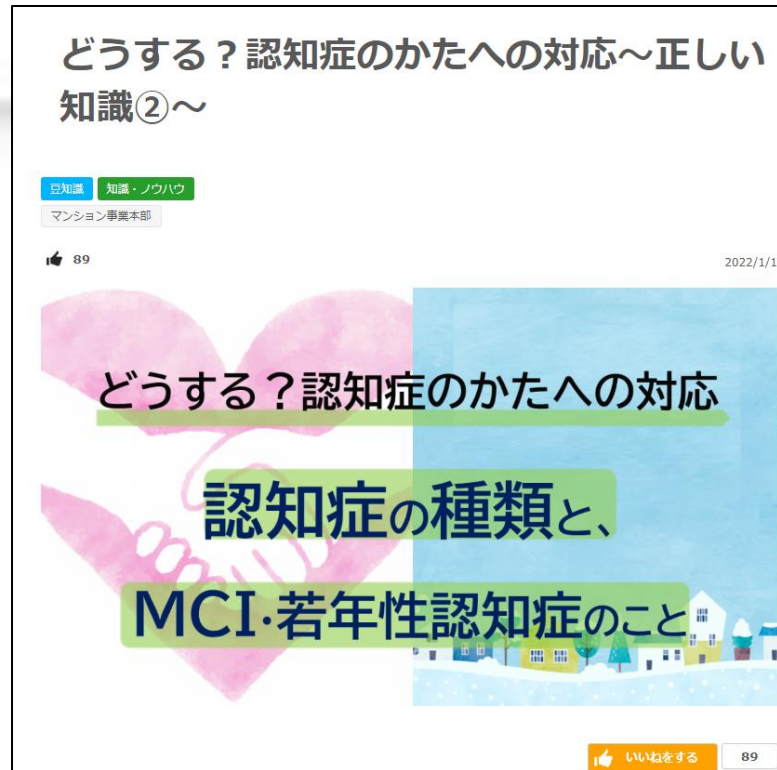 どうする？認知症のかたへの対応～正しい
知識②～
豆知識 知識・ノウハウ
マンション事業本部
89 2022/1/1
どうする？認知症のかたへの対応
認知症の種類と、
MCI・若年性認知症のこと
いいねをする 89